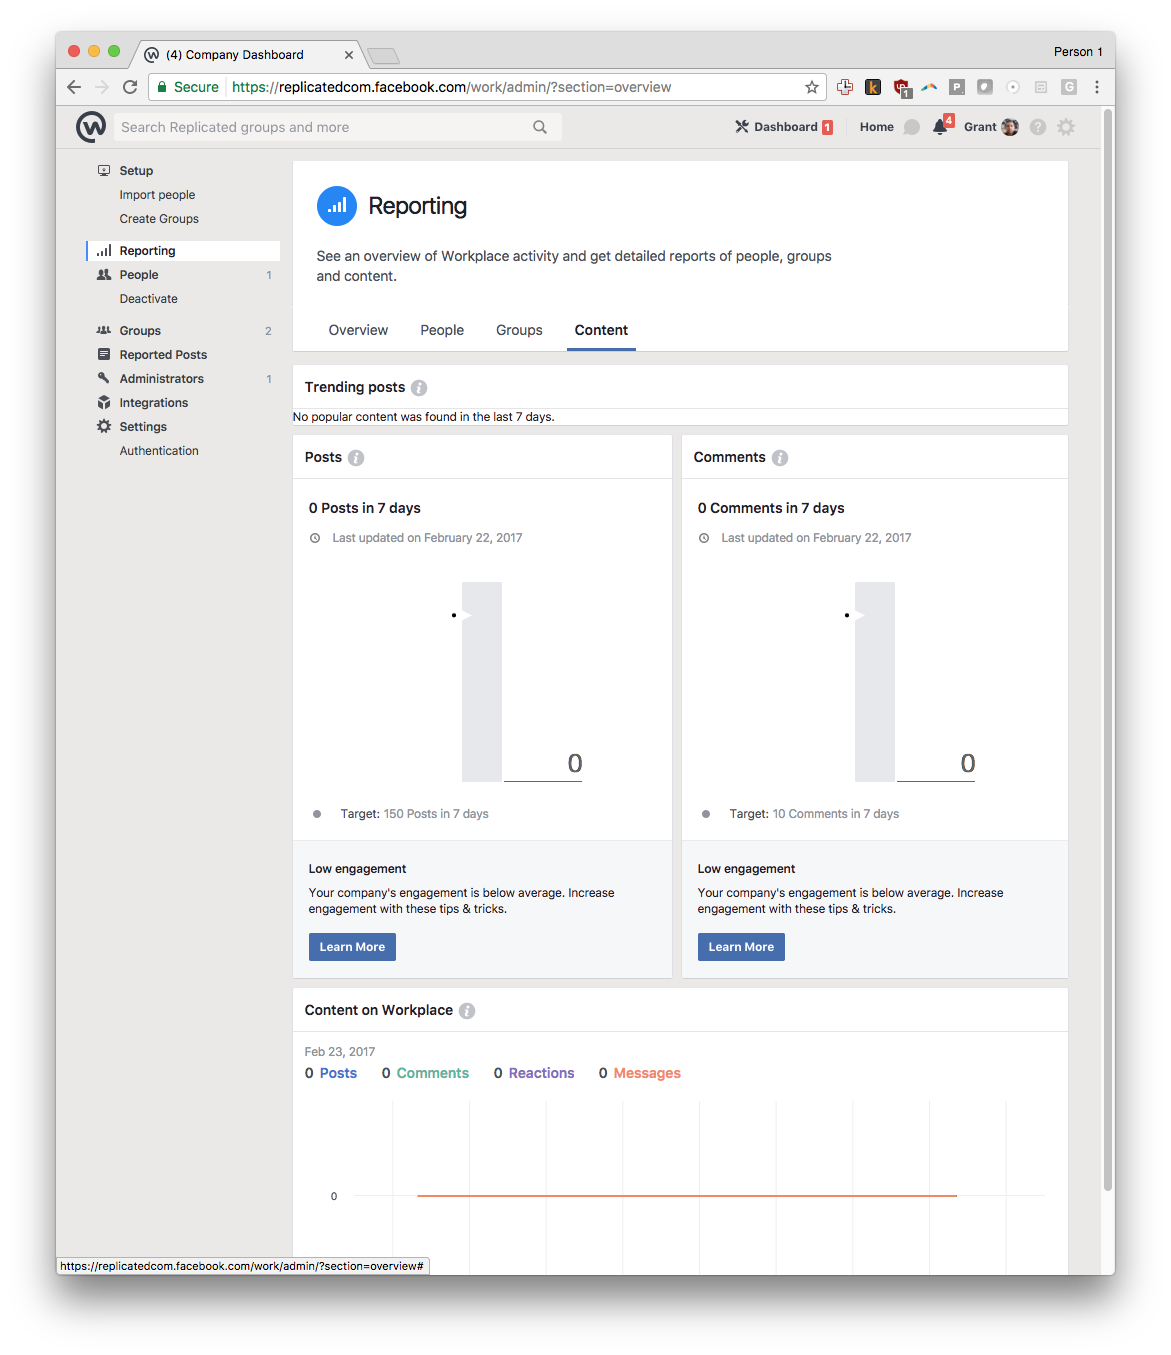 (4) Company Dashboard
Person 1
Secure
https://replicatedcom.facebook.com/work/admin/?section=overview
1
Search Replicated groups and more
Dashboard 1
Home
4
Grant
Setup
Import people
Create Groups
Reporting
People 1
Deactivate
Groups 2
Reported Posts
Administrators 1
Integrations
Settings
Authentication
Reporting
See an overview of Workplace activity and get detailed reports of people, groups
and content.
Overview People Groups Content
Trending posts
No popular content was found in the last 7 days.
Posts
0 Posts in 7 days
Last updated on February 22, 2017
0
Target: 150 Posts in 7 days
Low engagement
Your company's engagement is below average. Increase
engagement with these tips & tricks.
Learn More
Comments
0 Comments in 7 days
Last updated on February 22, 2017
0
Target: 10 Comments in 7 days
Low engagement
Your company's engagement is below average. Increase
engagement with these tips & tricks.
Learn More
Content on Workplace
Feb 23, 2017
0 Posts 0 Comments 0 Reactions 0 Messages
0
https://replicatedcom.facebook.com/work/admin/?section=overview#